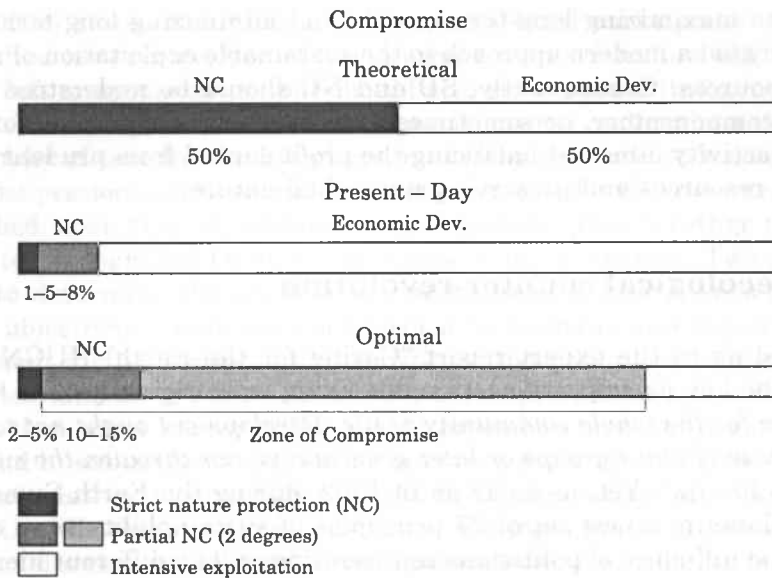 Compromise
Theoretical
NC Economic Dev.
50% 50%
Present – Day
NC Economic Dev.
1–5–8%
Optimal
NC
2–5% 10–15% Zone of Compromise
Strict nature protection (NC)
Partial NC (2 degrees)
Intensive exploitation